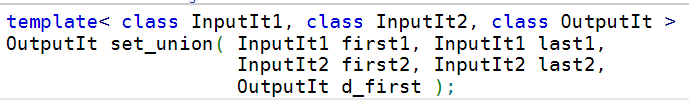 template< class InputIt1, class InputIt2, class OutputIt >
OutputIt set_union( InputIt1 first1, InputIt1 last1,
InputIt2 first2, InputIt2 last2,
OutputIt d_first );